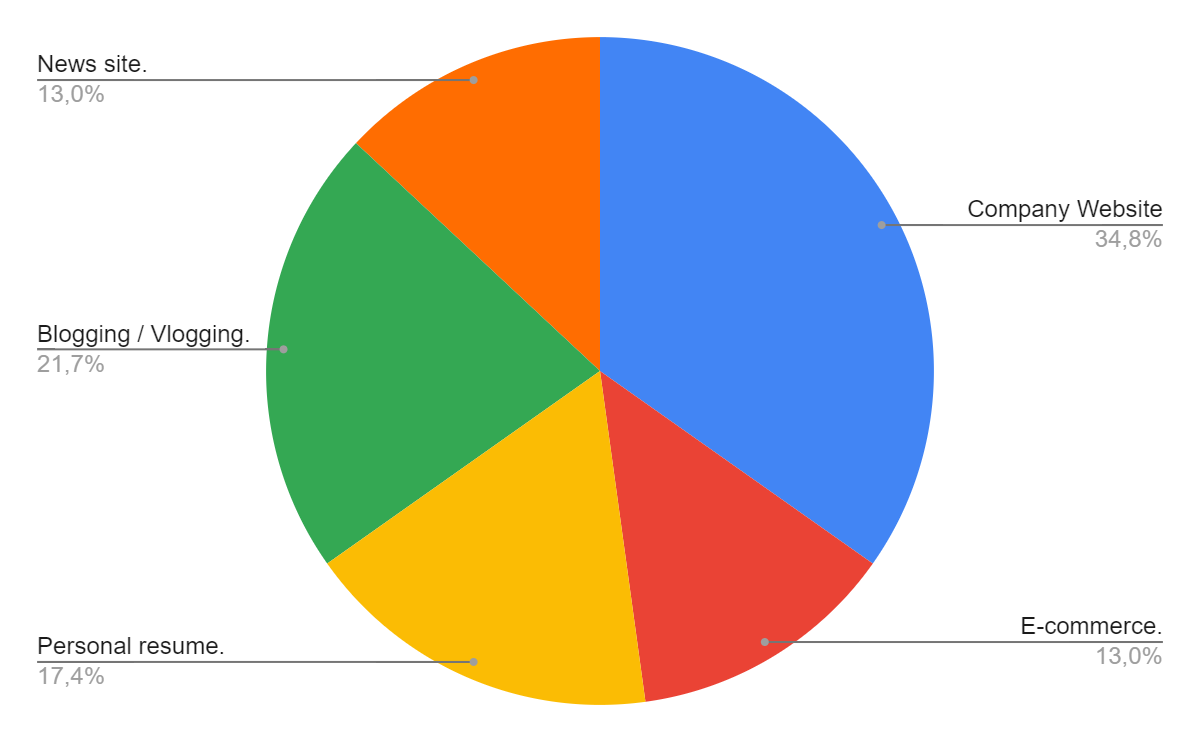 News site.
13,0%
Company Website
34,8%
Blogging / Vlogging.
21,7%
E-commerce.
13,0%
Personal resume.
17,4%